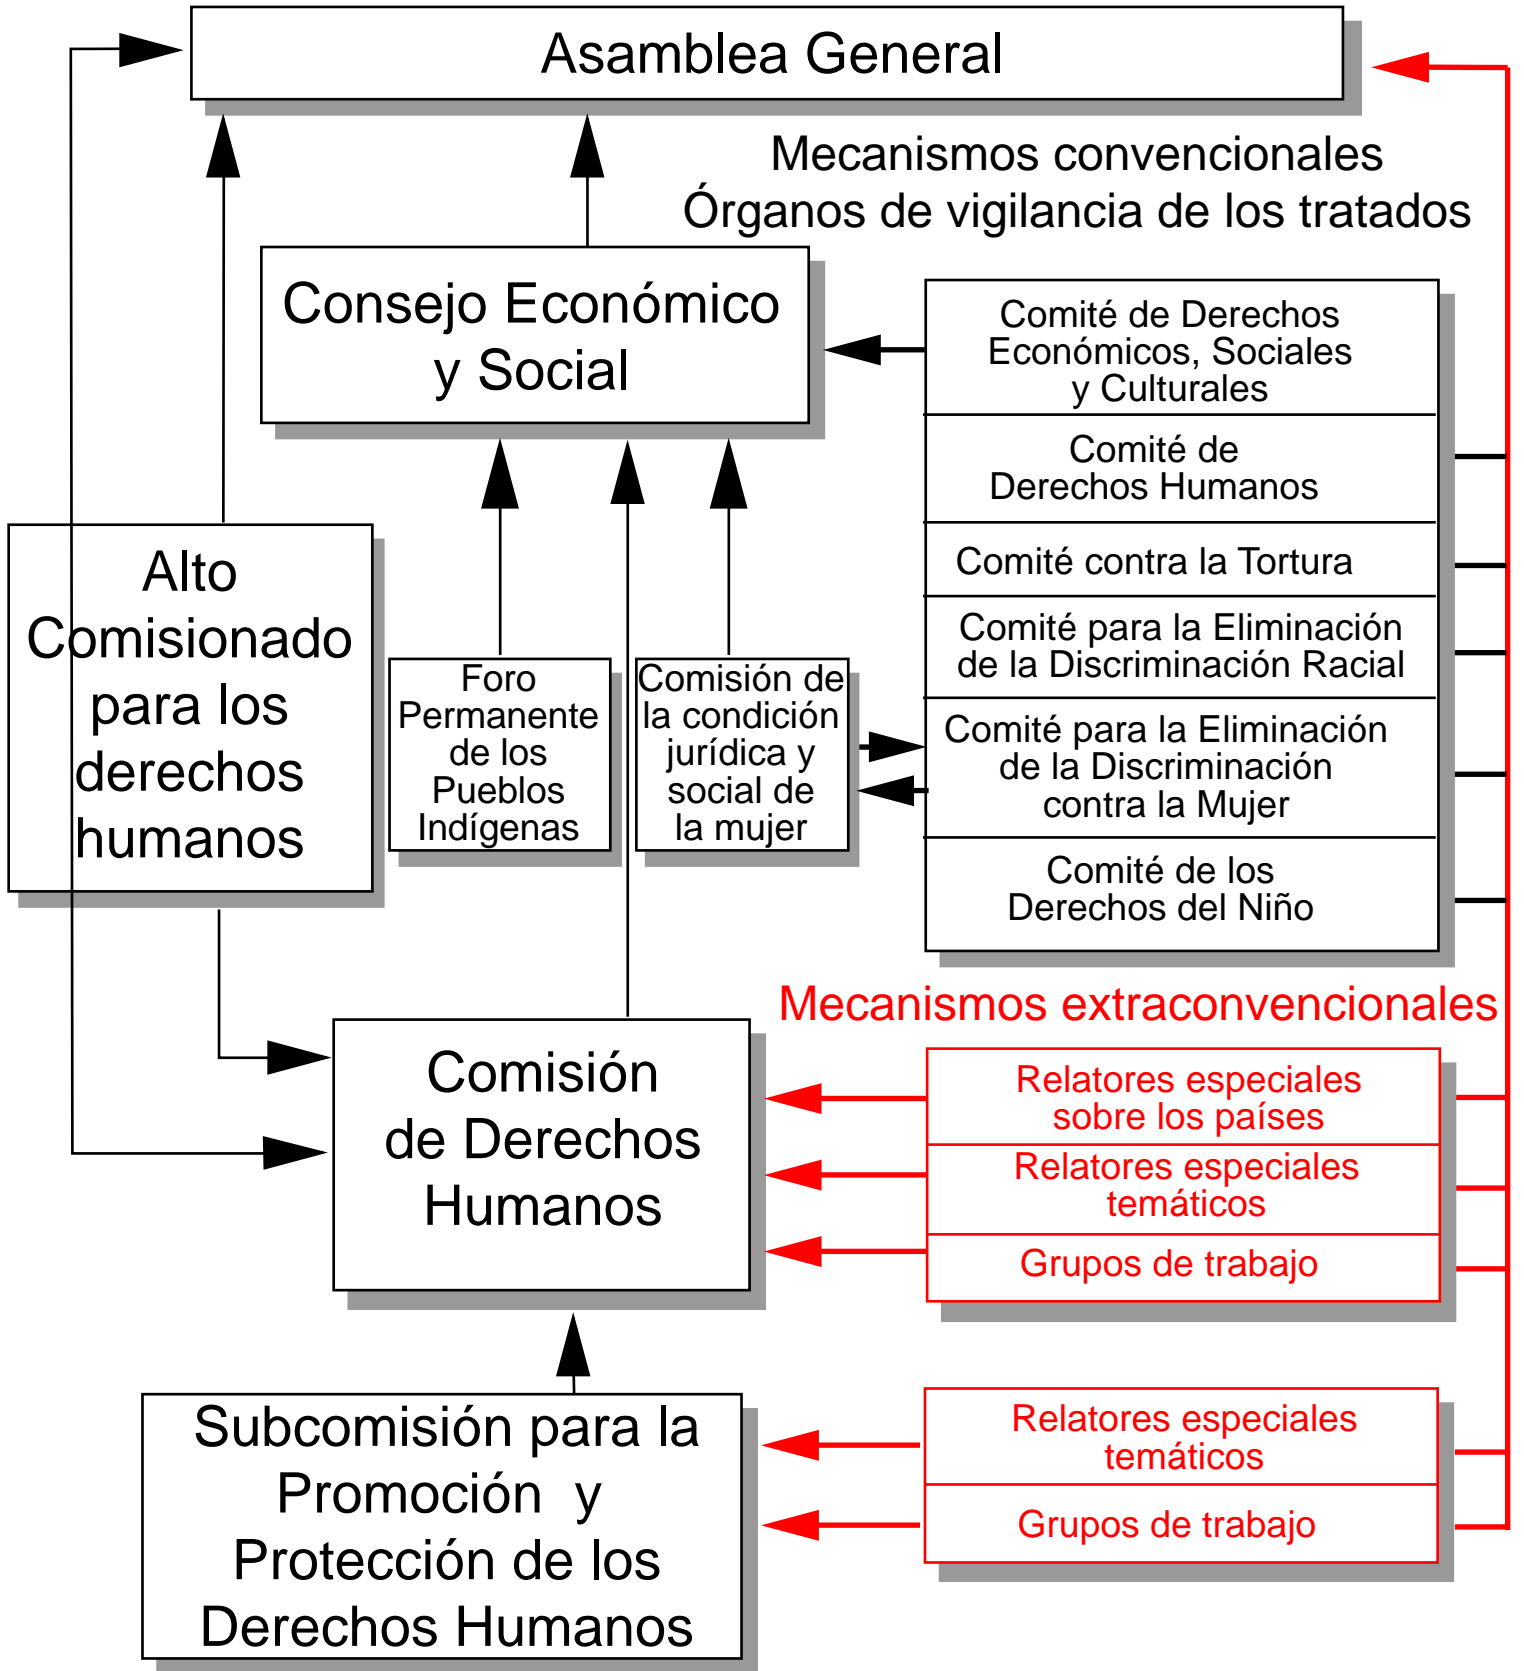 Asamblea General
Mecanismos convencionales
Órganos de vigilancia de los tratados
Consejo Económico
y Social
Comité de Derechos
Económicos, Sociales
y Culturales
Comité de
Derechos Humanos
Comité contra la Tortura
Comité para la Eliminación
de la Discriminación Racial
Comité para la Eliminación
de la Discriminación
contra la Mujer
Comité de los
Derechos del Niño
Alto
Comisionado
para los
derechos
humanos
Foro
Permanente
de los
Pueblos
Indígenas
Comisión de
la condición
jurídica y
social de
la mujer
Mecanismos extraconvencionales
Comisión
de Derechos
Humanos
Relatores especiales
sobre los países
Relatores especiales
temáticos
Grupos de trabajo
Subcomisión para la
Promoción y
Protección de los
Derechos Humanos
Relatores especiales
temáticos
Grupos de trabajo